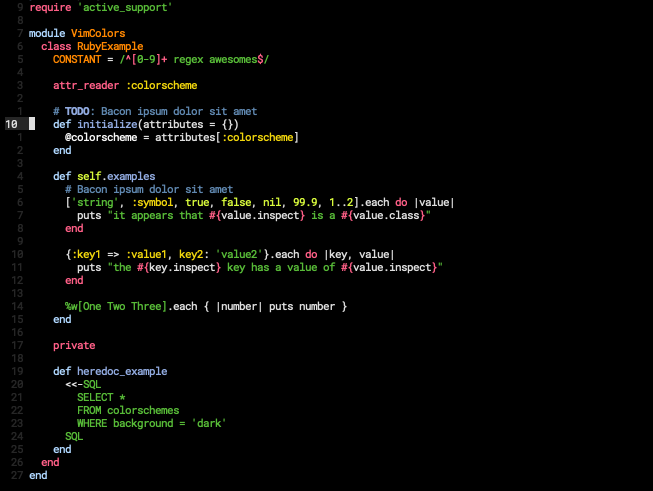 9 require 'active_support'
8
7 module VimColors
6   class RubyExample
5     CONSTANT = /^[0-9]+ regex awesomes$/
4
3     attr_reader :colorscheme
2
1     # TODO: Bacon ipsum dolor sit amet
10    def initialize(attributes = {})
1       @colorscheme = attributes[:colorscheme]
2     end
3
4     def self.examples
5       # Bacon ipsum dolor sit amet
6       ['string', :symbol, true, false, nil, 99.9, 1..2].each do |value|
7         puts "it appears that #{value.inspect} is a #{value.class}"
8       end
9
10      {:key1 => :value1, key2: 'value2'}.each do |key, value|
11        puts "the #{key.inspect} key has a value of #{value.inspect}"
12      end
13
14      %w[One Two Three].each { |number| puts number }
15    end
16
17    private
18
19    def heredoc_example
20      <<-SQL
21        SELECT *
22        FROM colorschemes
23        WHERE background = 'dark'
24      SQL
25    end
26  end
27 end